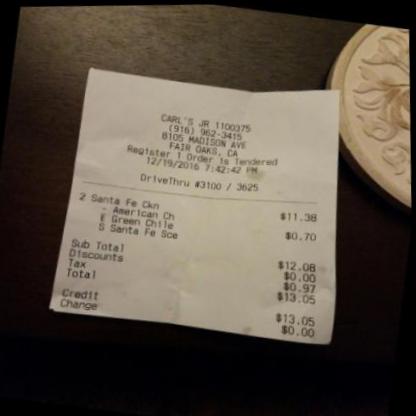 CARL'S JR 1100375
(916) 962-3415
8105 MADISON AVE
FAIR OAKS, CA
Register 1 Order is Tendered
12/19/2016 7:42:42 PM
DriveThru #3100 / 3625
2 Santa Fe Ckn $11.38
- American Ch
E Green Chile $0.70
S Santa Fe Sce
Sub Total $12.08
Discounts $0.00
Tax $0.97
Total $13.05
Credit $13.05
Change $0.00